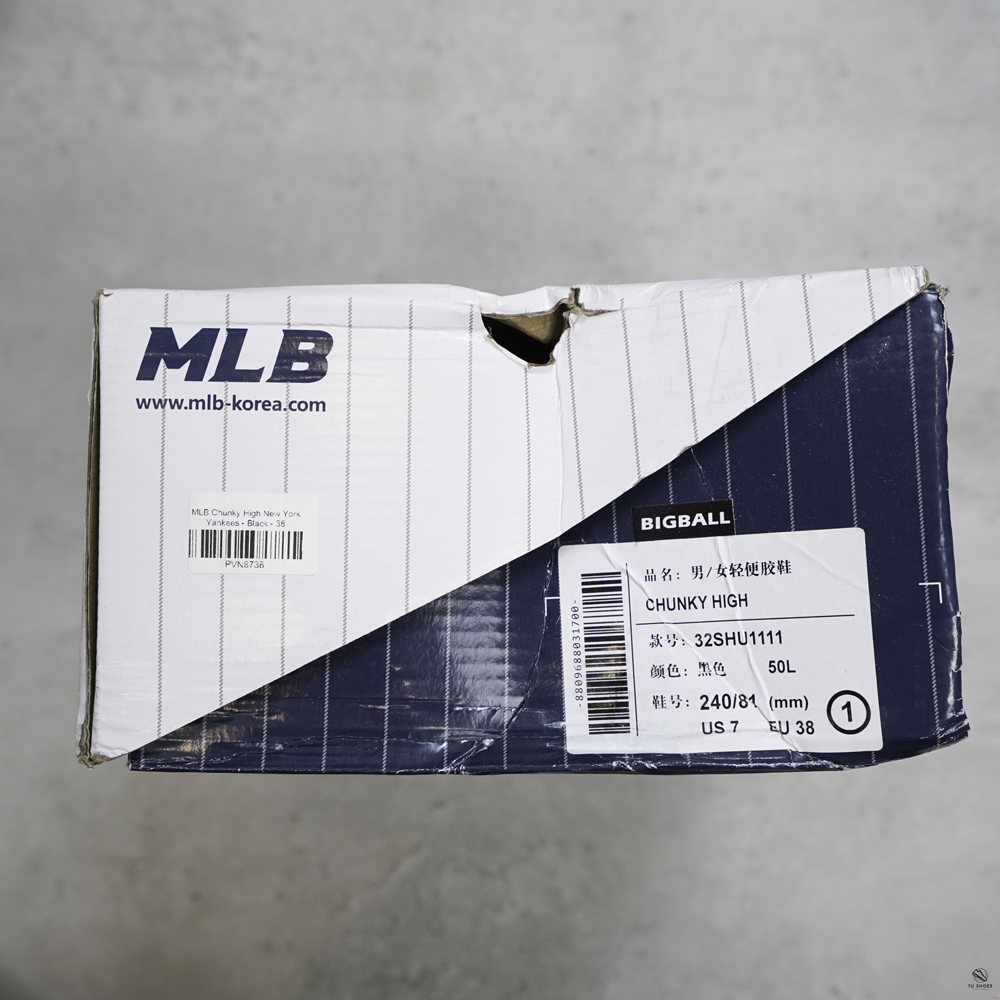 MLB
www.mlb-korea.com
MLB Chunky High New York
Yankees - Black - 38
PVN8736
BIGBALL
-8809688031700-
品名: 男/女轻便胶鞋
CHUNKY HIGH
款号: 32SHU1111
颜色: 黑色 50L
鞋号: 240/81 (mm)
US 7 EU 38
1
TU SHOES